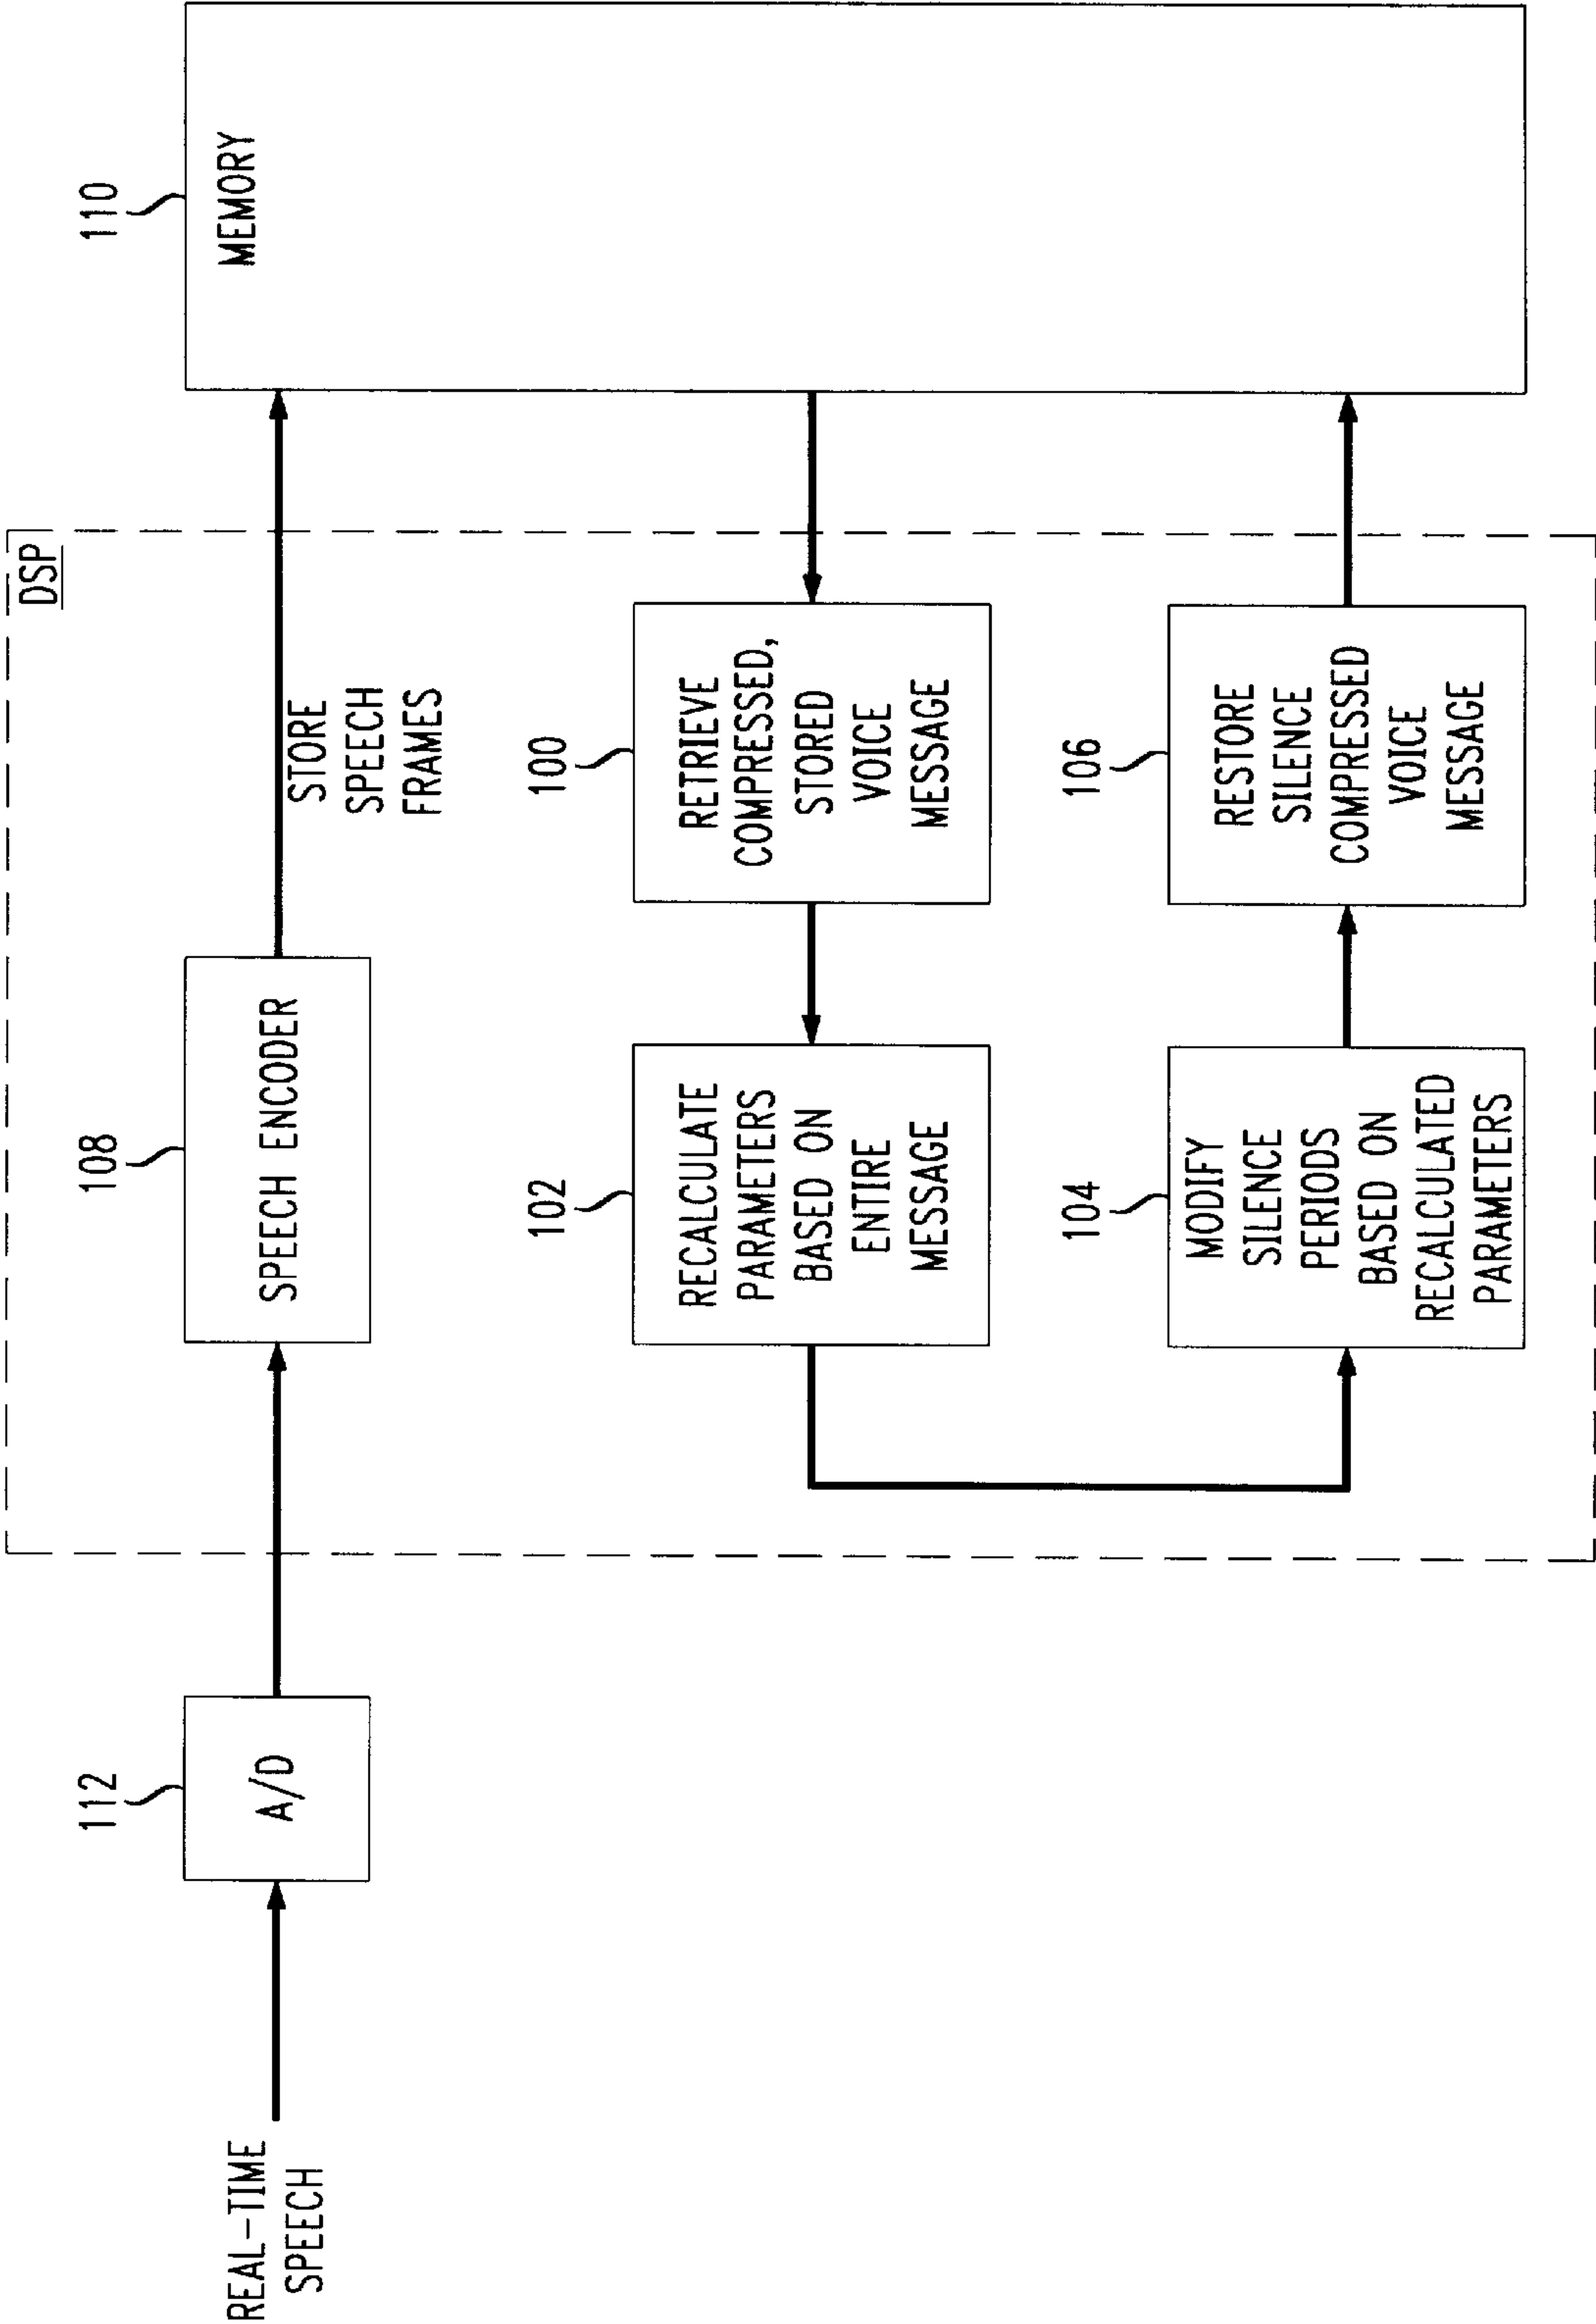 DSP
110
MEMORY
108
SPEECH ENCODER
STORE
SPEECH
FRAMES
112
A/D
REAL-TIME
SPEECH
100
RETRIEVE
COMPRESSED,
STORED
VOICE
MESSAGE
102
RECALCULATE
PARAMETERS
BASED ON
ENTIRE
MESSAGE
104
MODIFY
SILENCE
PERIODS
BASED ON
RECALCULATED
PARAMETERS
106
RESTORE
SILENCE
COMPRESSED
VOICE
MESSAGE